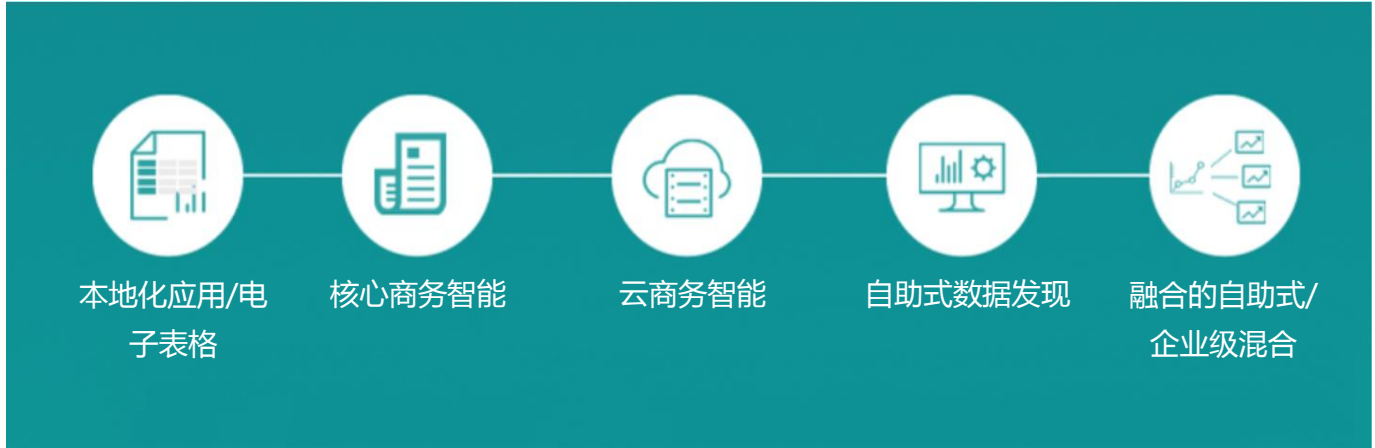 本地化应用/电
子表格
核心商务智能
云商务智能
自助式数据发现
融合的自助式/
企业级混合